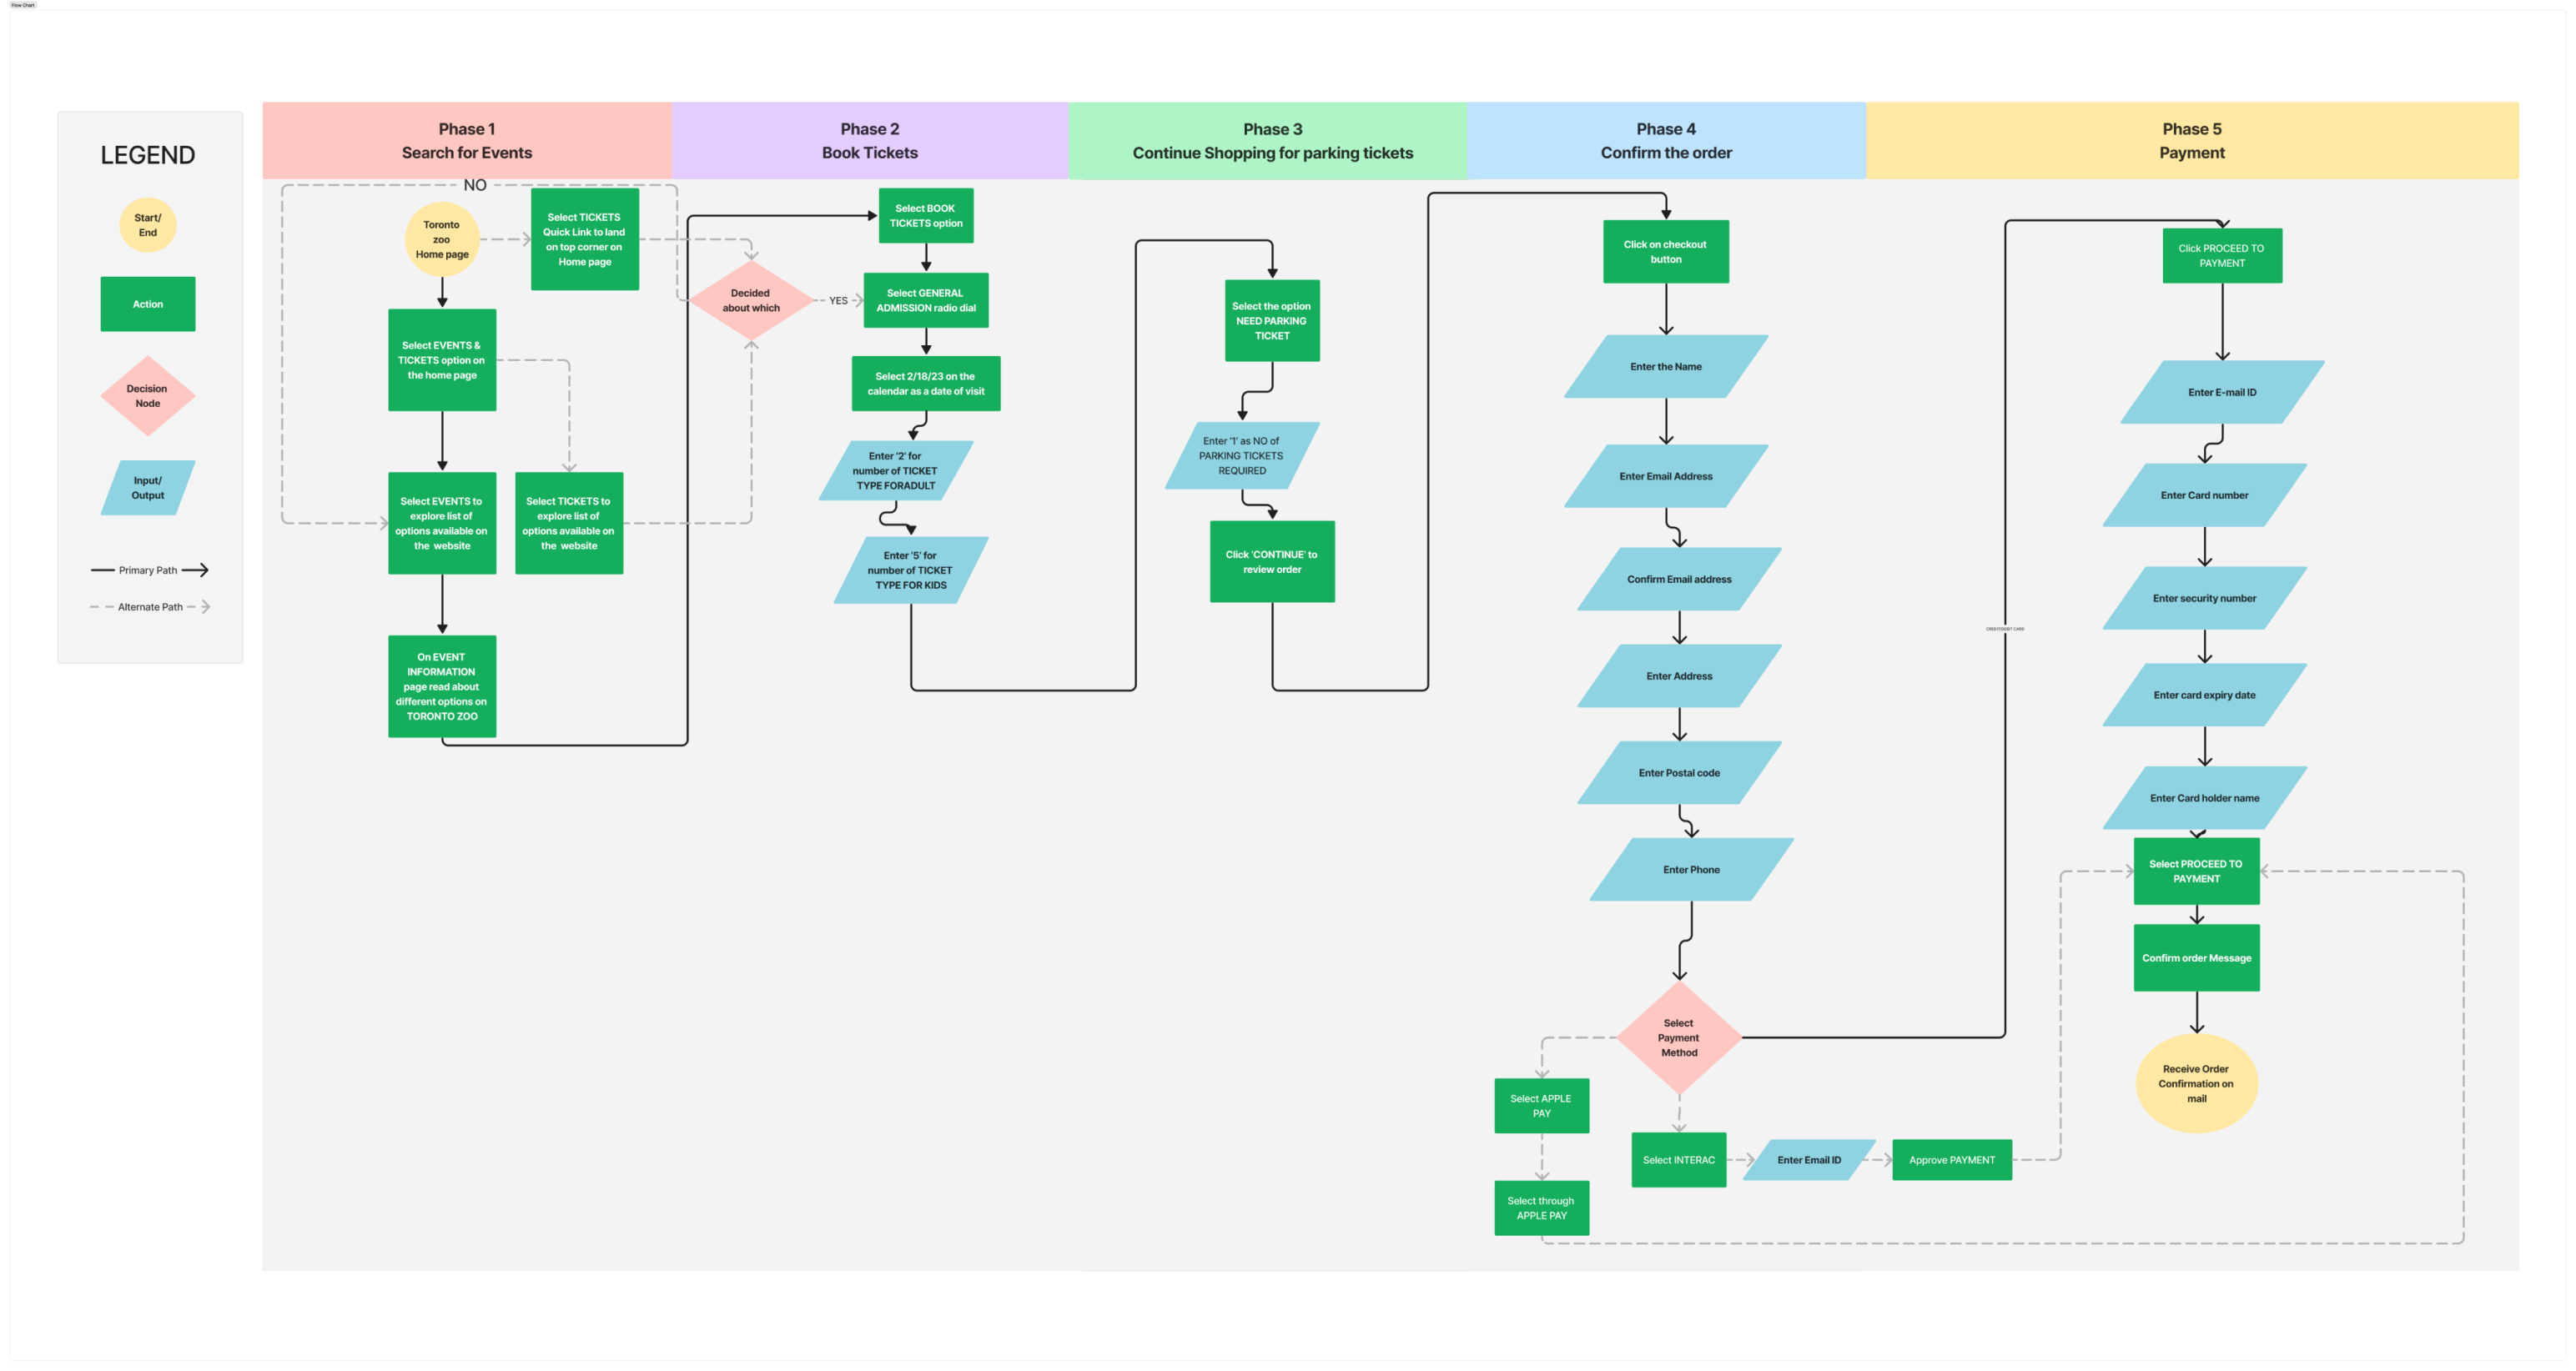 Flow Chart
LEGEND
Start/
End
Action
Decision
Node
Input/
Output
Primary Path
Alternate Path
Phase 1
Search for Events
Phase 2
Book Tickets
Phase 3
Continue Shopping for parking tickets
Phase 4
Confirm the order
Phase 5
Payment
NO
Toronto
zoo
Home page
Select TICKETS
Quick Link to land
on top corner on
Home page
Select EVENTS &
TICKETS option on
the home page
Select EVENTS to
explore list of
options available on
the website
Select TICKETS to
explore list of
options available on
the website
On EVENT
INFORMATION
page read about
different options on
TORONTO ZOO
Decided
about which
YES
Select BOOK
TICKETS option
Select GENERAL
ADMISSION radio dial
Select 2/18/23 on the
calendar as a date of visit
Enter '2' for
number of TICKET
TYPE FORADULT
Enter '5' for
number of TICKET
TYPE FOR KIDS
Select the option
NEED PARKING
TICKET
Enter '1' as NO of
PARKING TICKETS
REQUIRED
Click 'CONTINUE' to
review order
Click on checkout
button
Enter the Name
Enter Email Address
Confirm Email address
Enter Address
Enter Postal code
Enter Phone
Select
Payment
Method
Select APPLE
PAY
Select through
APPLE PAY
Select INTERAC
Enter Email ID
Approve PAYMENT
CREDIT/DEBIT CARD
Click PROCEED TO
PAYMENT
Enter E-mail ID
Enter Card number
Enter security number
Enter card expiry date
Enter Card holder name
Select PROCEED TO
PAYMENT
Confirm order Message
Receive Order
Confirmation on
mail